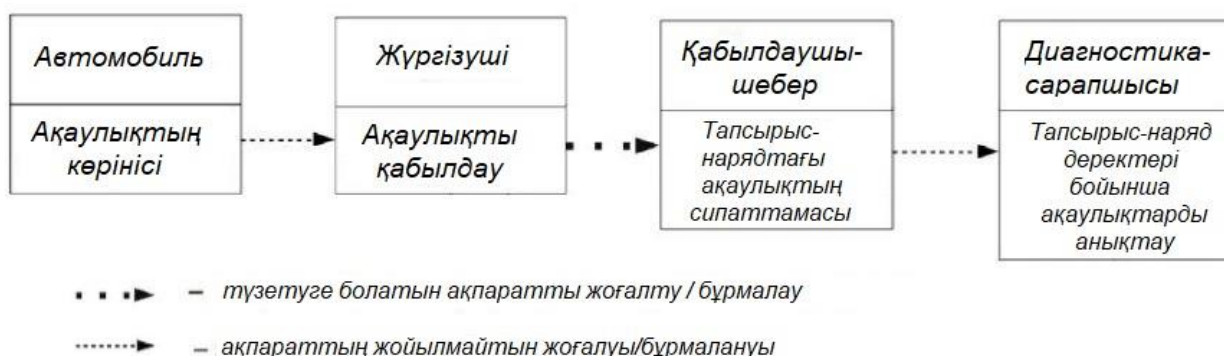 Автомобиль
Ақаулықтың
көрінісі
Жүргізуші
Ақаулықты
қабылдау
Қабылдаушы-
шебер
Тапсырыс-
нарядтағы
ақаулықтың
сипаттамасы
Диагностика-
сарапшысы
Тапсырыс-наряд
деректері
бойынша
ақаулықтарды
анықтау
– түзетуге болатын ақпаратты жоғалту / бұрмалау
– ақпараттың жойылмайтын жоғалуы/бұрмалануы